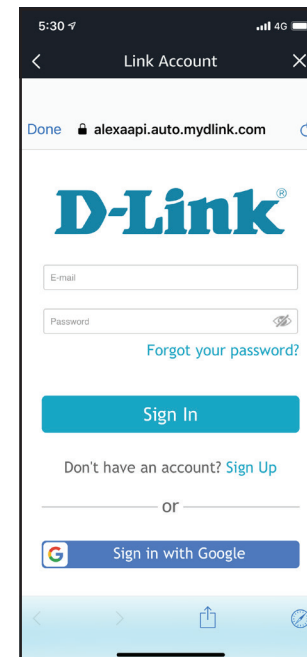 5:30 4G
Link Account
Done alexaapi.auto.mydlink.com
D-Link®
E-mail
Password
Forgot your password?
Sign In
Don't have an account? Sign Up
or
G Sign in with Google